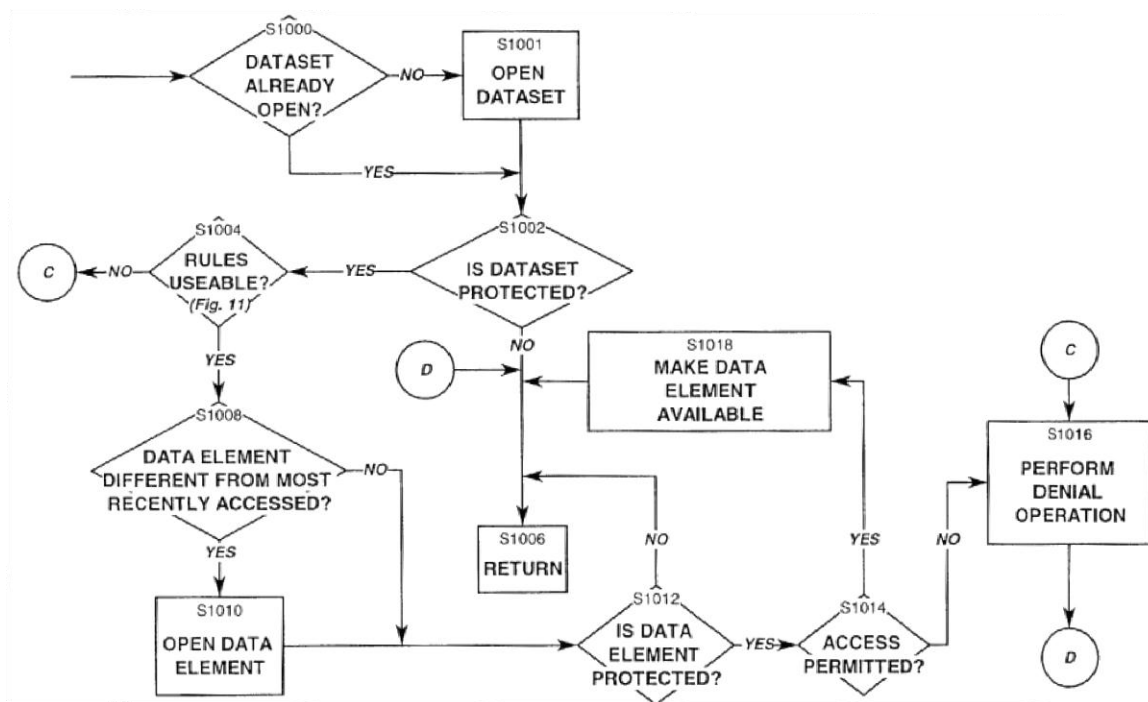 S1000
DATASET
ALREADY
OPEN?
NO
S1001
OPEN
DATASET
YES
S1002
IS DATASET
PROTECTED?
YES
S1004
RULES
USEABLE?
(Fig. 11)
NO
C
YES
NO
D
S1018
MAKE DATA
ELEMENT
AVAILABLE
C
S1008
DATA ELEMENT
DIFFERENT FROM MOST
RECENTLY ACCESSED?
NO
YES
S1006
RETURN
NO
YES
NO
S1016
PERFORM
DENIAL
OPERATION
S1010
OPEN DATA
ELEMENT
S1012
IS DATA
ELEMENT
PROTECTED?
YES
S1014
ACCESS
PERMITTED?
D